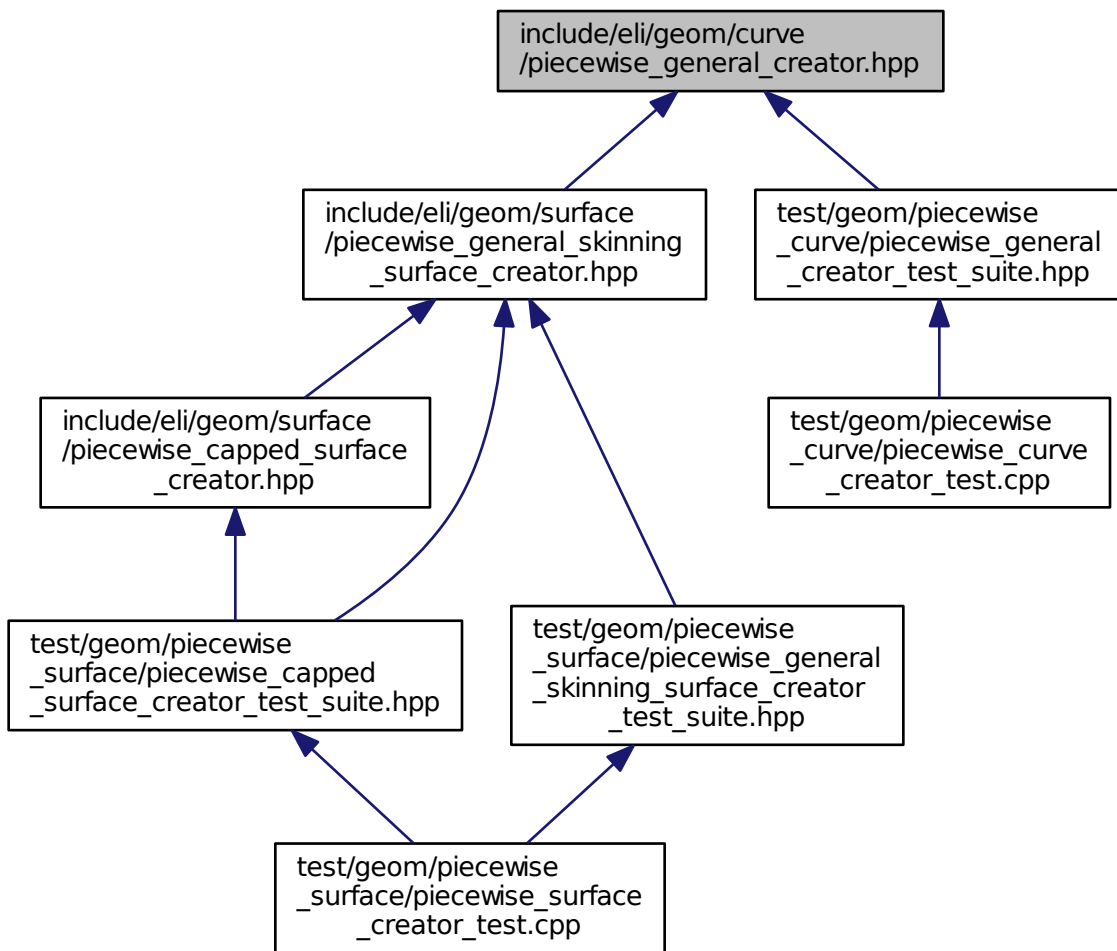 include/eli/geom/curve
/piecewise_general_creator.hpp
include/eli/geom/surface
/piecewise_general_skinning
_surface_creator.hpp
test/geom/piecewise
_curve/piecewise_general
_creator_test_suite.hpp
include/eli/geom/surface
/piecewise_capped_surface
_creator.hpp
test/geom/piecewise
_curve/piecewise_curve
_creator_test.cpp
test/geom/piecewise
_surface/piecewise_capped
_surface_creator_test_suite.hpp
test/geom/piecewise
_surface/piecewise_general
_skinning_surface_creator
_test_suite.hpp
test/geom/piecewise
_surface/piecewise_surface
_creator_test.cpp